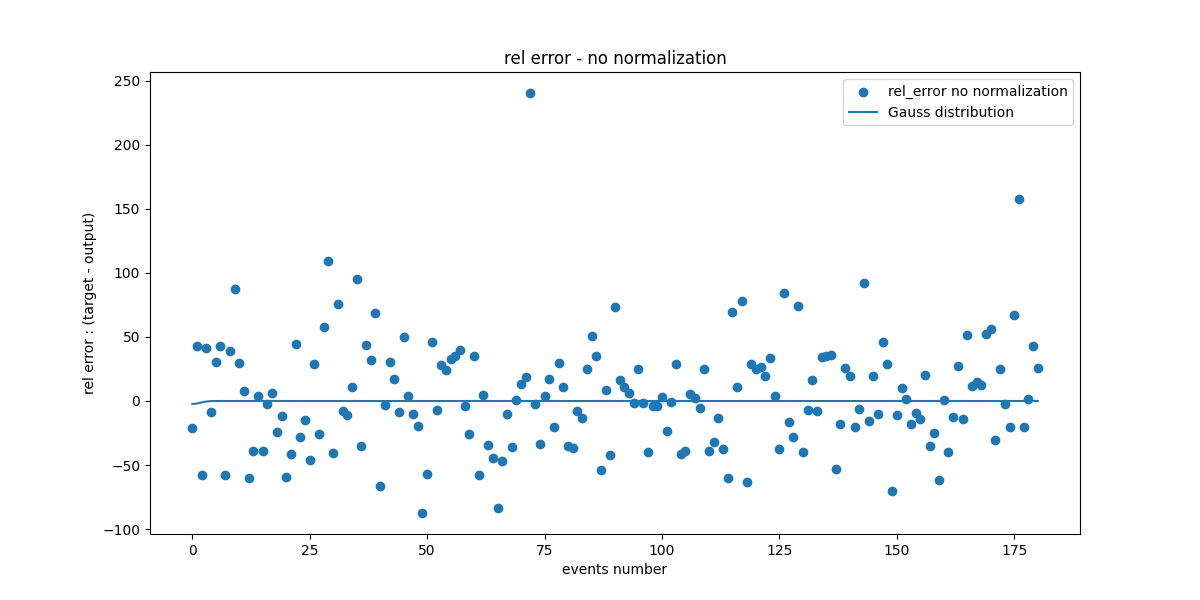 rel error - no normalization
rel_error no normalization
Gauss distribution
rel error : (target - output)
250
200
150
100
50
0
−50
−100
0 25 50 75 100 125 150 175
events number